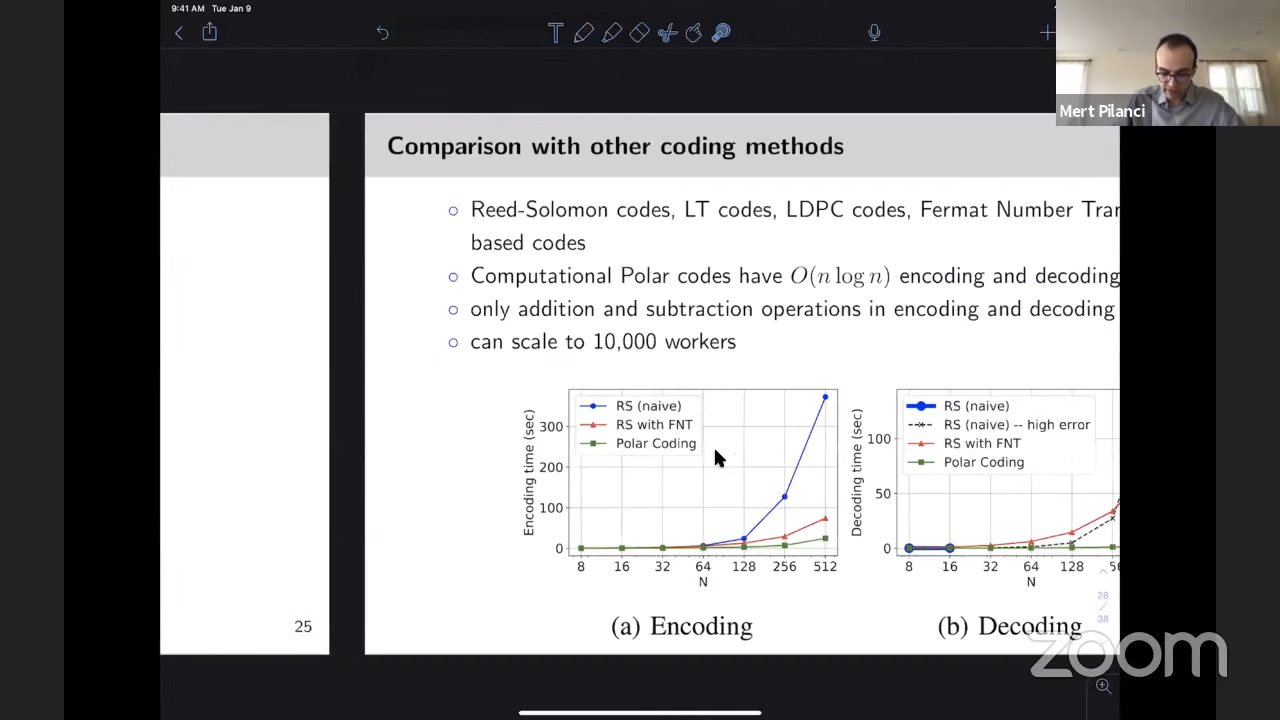 9:41 AM Tue Jan 9
Mert Pilanci
Comparison with other coding methods
Reed-Solomon codes, LT codes, LDPC codes, Fermat Number Tran
based codes
Computational Polar codes have O(n log n) encoding and decoding
only addition and subtraction operations in encoding and decoding
can scale to 10,000 workers
RS (naive)
RS with FNT
Polar Coding
Encoding time (sec)
300
200
100
0
8 16 32 64 128 256 512
N
(a) Encoding
RS (naive)
RS (naive) -- high error
RS with FNT
Polar Coding
Decoding time (sec)
100
50
0
8 16 32 64 128
N
(b) Decoding
25
28
38
zoom